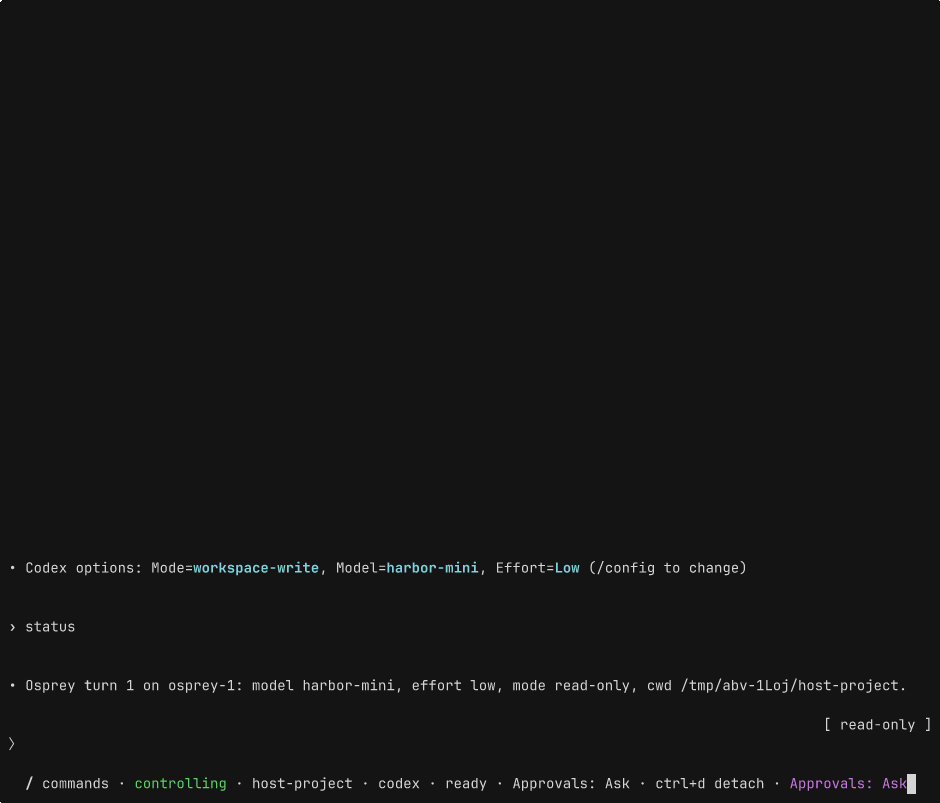 • Codex options: Mode=workspace-write, Model=harbor-mini, Effort=Low (/config to change)
› status
• Osprey turn 1 on osprey-1: model harbor-mini, effort low, mode read-only, cwd /tmp/abv-1Loj/host-project.
[ read-only ]
〉
/ commands · controlling · host-project · codex · ready · Approvals: Ask · ctrl+d detach · Approvals: Ask